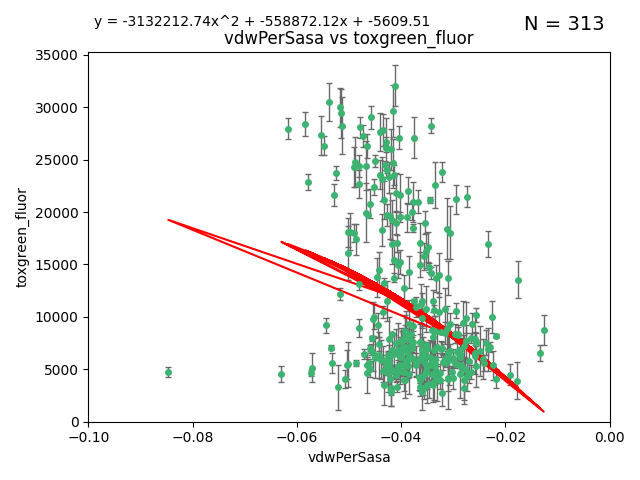 y = -3132212.74x^2 + -558872.12x + -5609.51
N = 313
vdwPerSasa vs toxgreen_fluor
35000
30000
25000
20000
15000
10000
5000
0
toxgreen_fluor
−0.10
−0.08
−0.06
−0.04
−0.02
0.00
vdwPerSasa